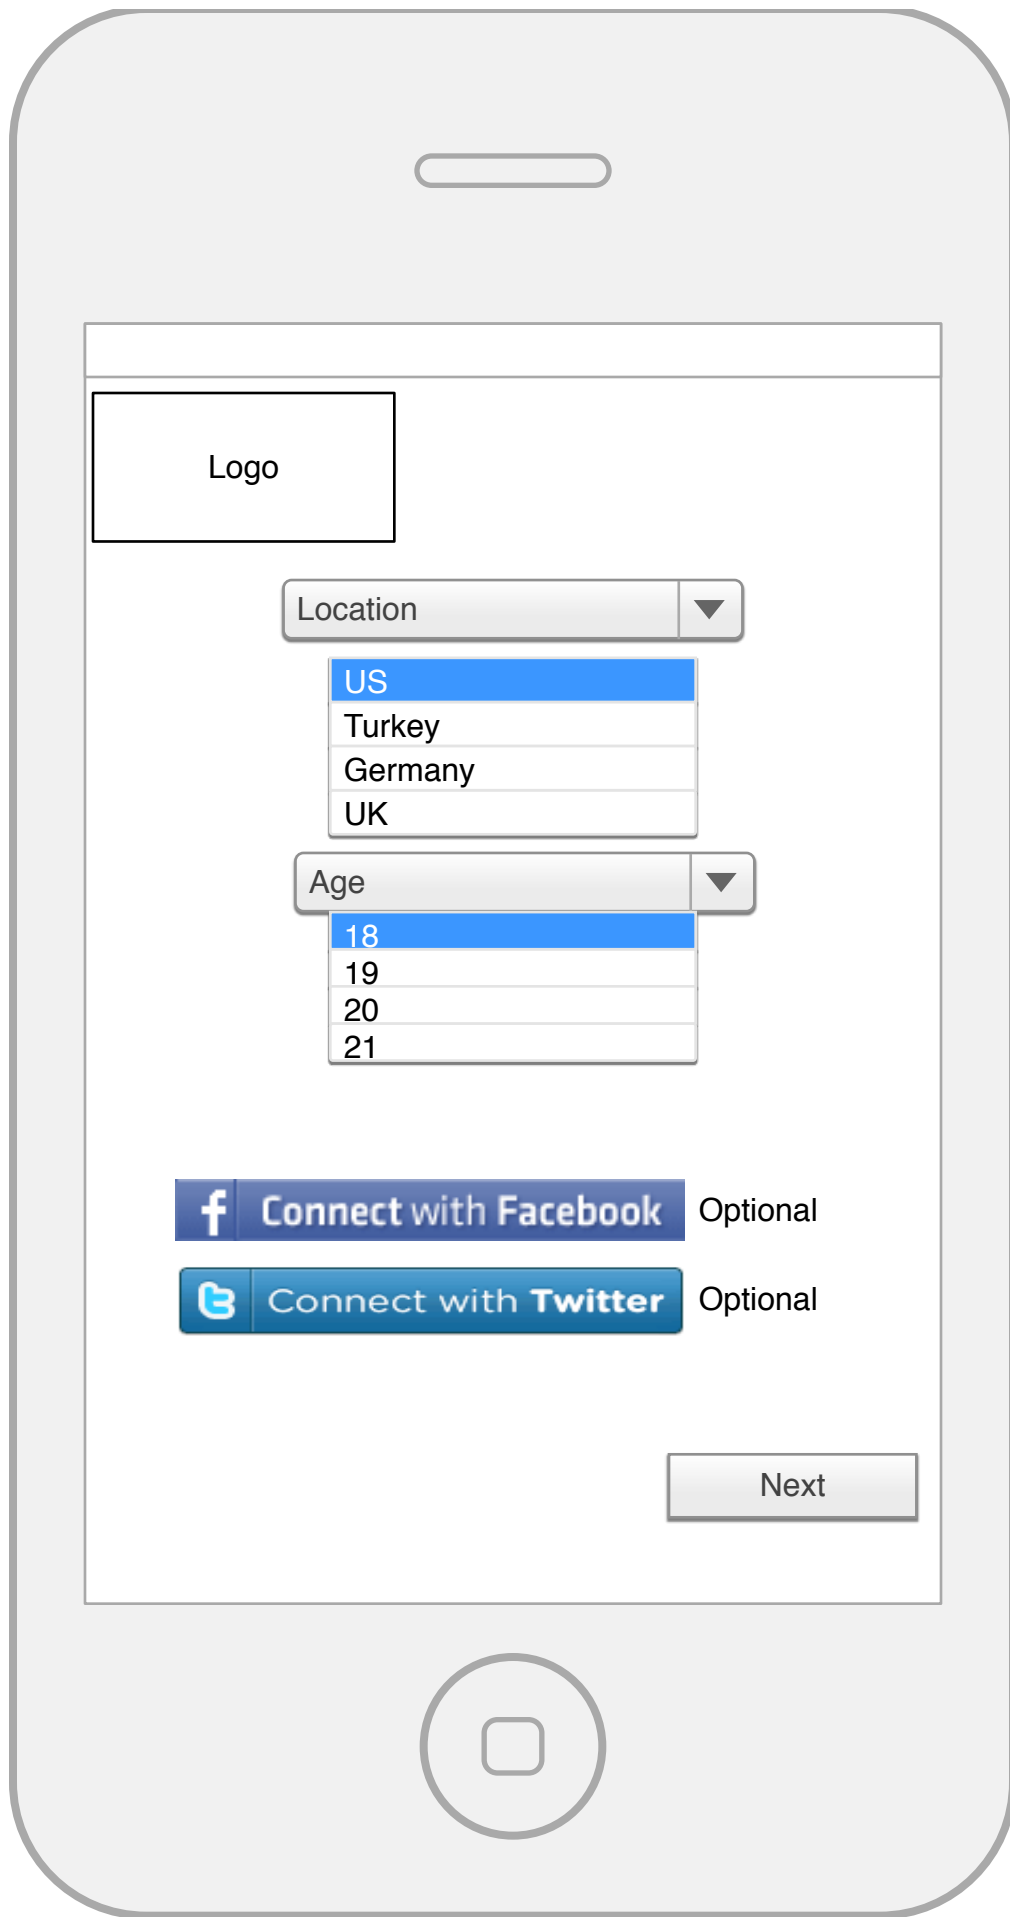 Logo
Location
US
Turkey
Germany
UK
Age
18
19
20
21
f Connect with Facebook Optional
Connect with Twitter Optional
Next